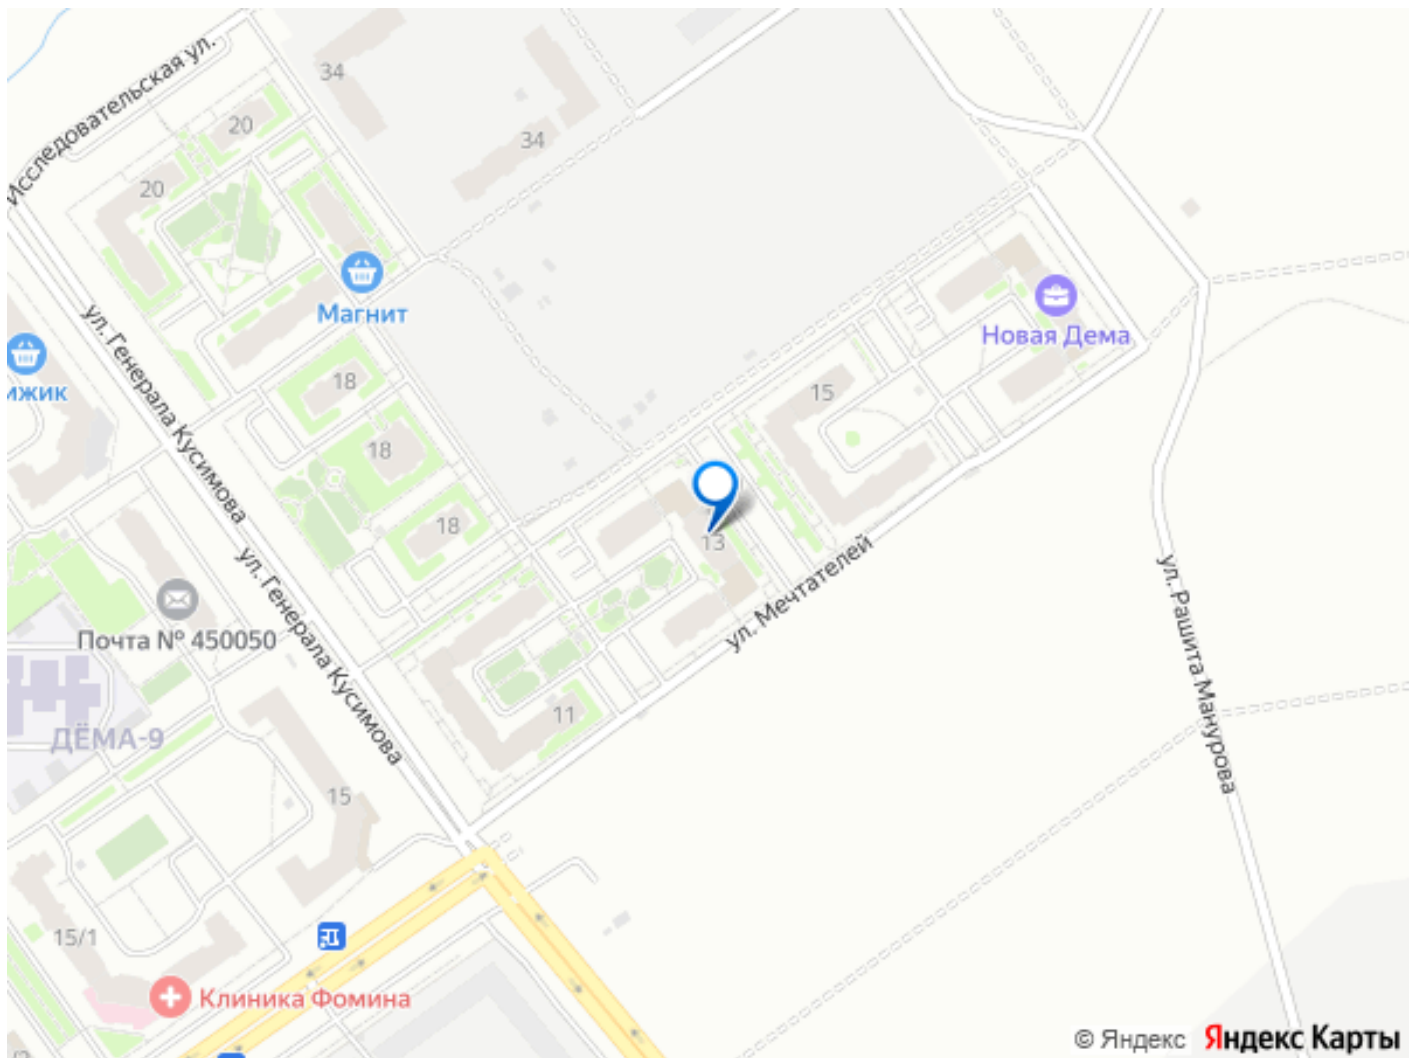 Исследовательская ул.
34
20
34
20
Магнит
ул. Генерала Кусимова
Новая Дема
ижик
18
15
18
18
13
ул. Генерала Кусимова
ул. Мечтателей
ул. Рашита Манурова
Почта № 450050
11
ДЁМА-9
15
15/1
Клиника Фомина
/2
© Яндекс Яндекс Карты